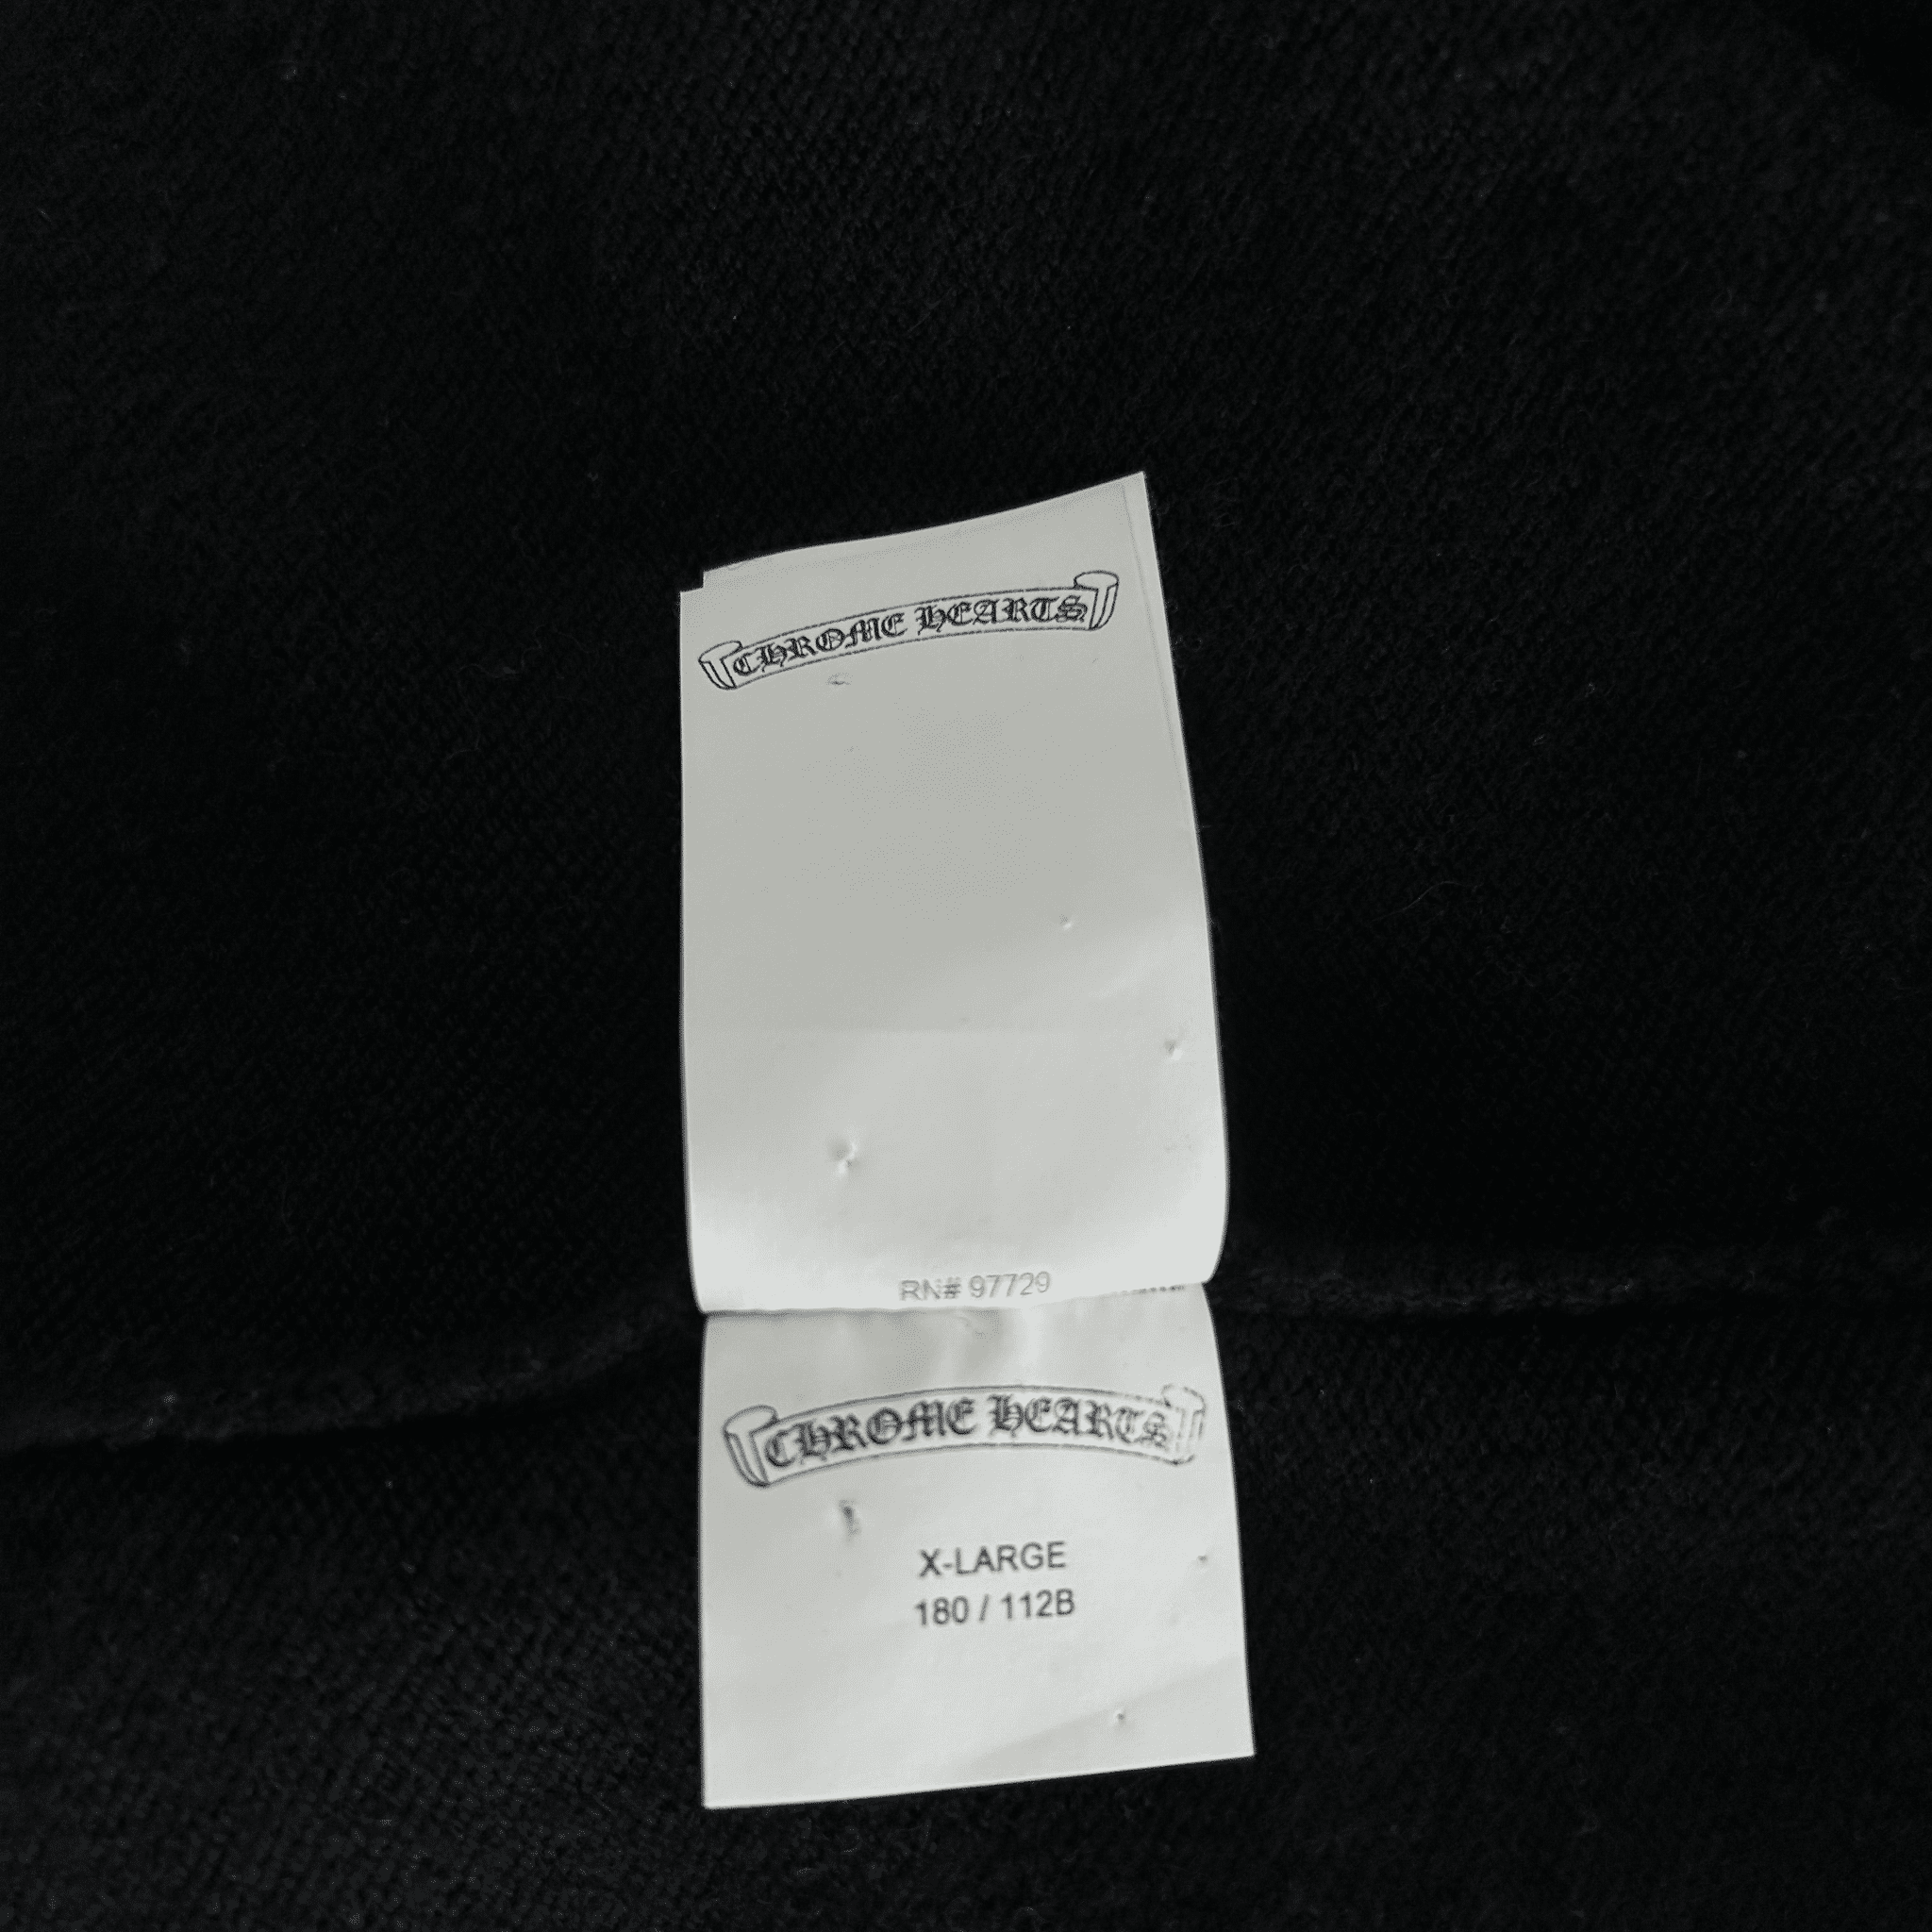 CHROME HEARTS
RN# 97729
CHROME HEARTS
X-LARGE
180 / 112B